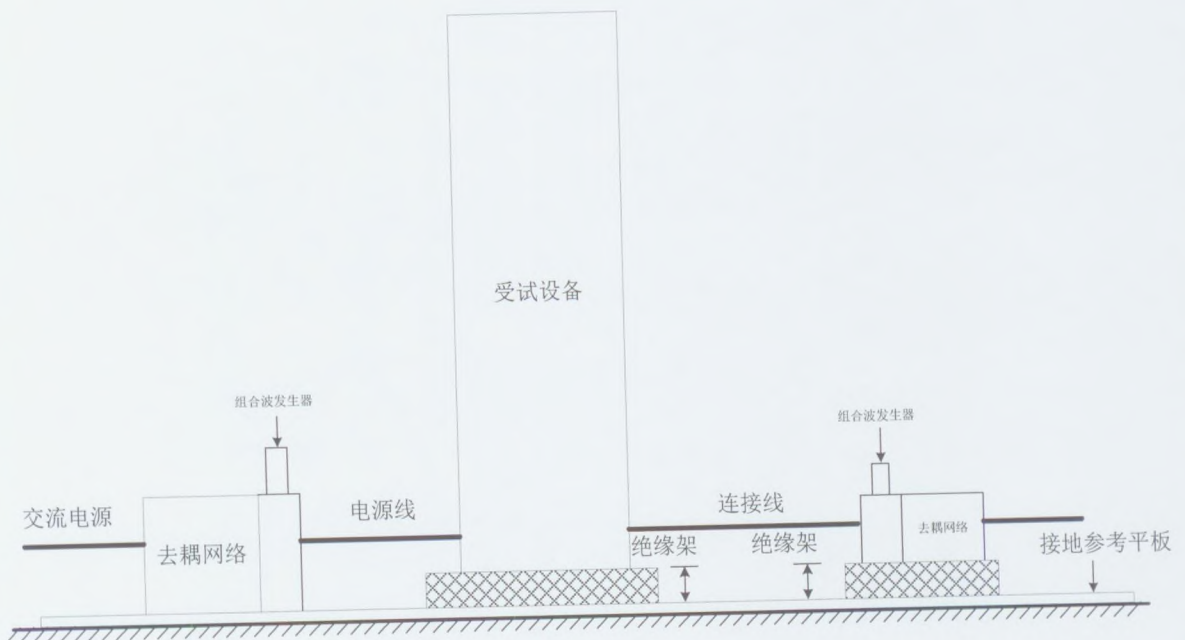 受试设备
组合波发生器
组合波发生器
交流电源
电源线
连接线
去耦网络
绝缘架
绝缘架
去耦网络
接地参考平板